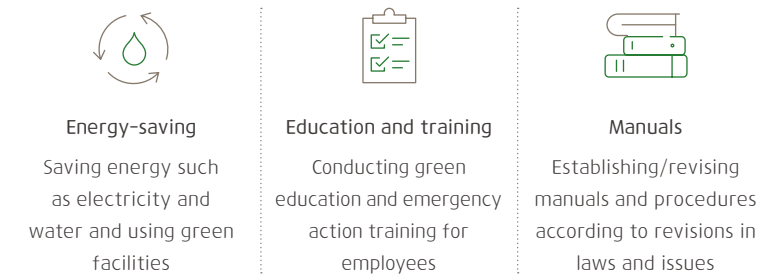 Energy-saving
Saving energy such
as electricity and
water and using green
facilities
Education and training
Conducting green
education and emergency
action training for
employees
Manuals
Establishing/revising
manuals and procedures
according to revisions in
laws and issues